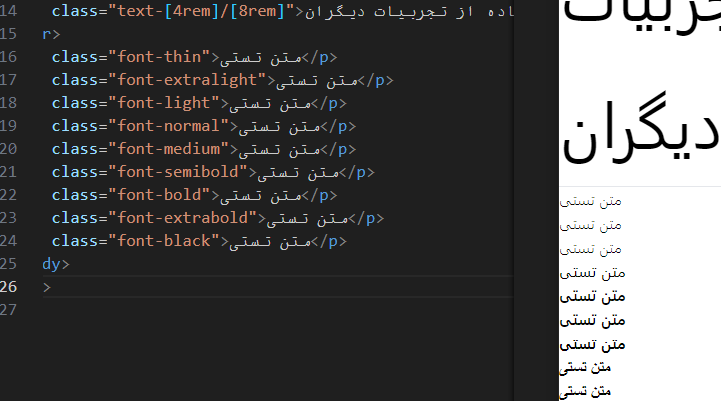 14 class="text-[4rem]/[8rem]">اده از تجربیات دیگران
r>
16 class="font-thin">متن تستی</p>
17 class="font-extralight">متن تستی</p>
18 class="font-light">متن تستی</p>
19 class="font-normal">متن تستی</p>
20 class="font-medium">متن تستی</p>
21 class="font-semibold">متن تستی</p>
22 class="font-bold">متن تستی</p>
23 class="font-extrabold">متن تستی</p>
24 class="font-black">متن تستی</p>
25 dy>
26 >
27
دیگران
متن تستی
متن تستی
متن تستی
متن تستی
متن تستی
متن تستی
متن تستی
متن تستی
متن تستی